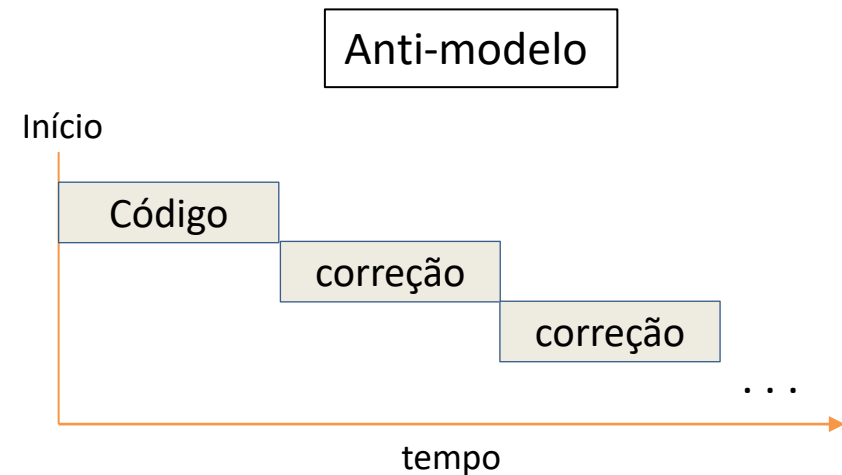 Anti-modelo
Início
Código
correção
correção
. . .
tempo